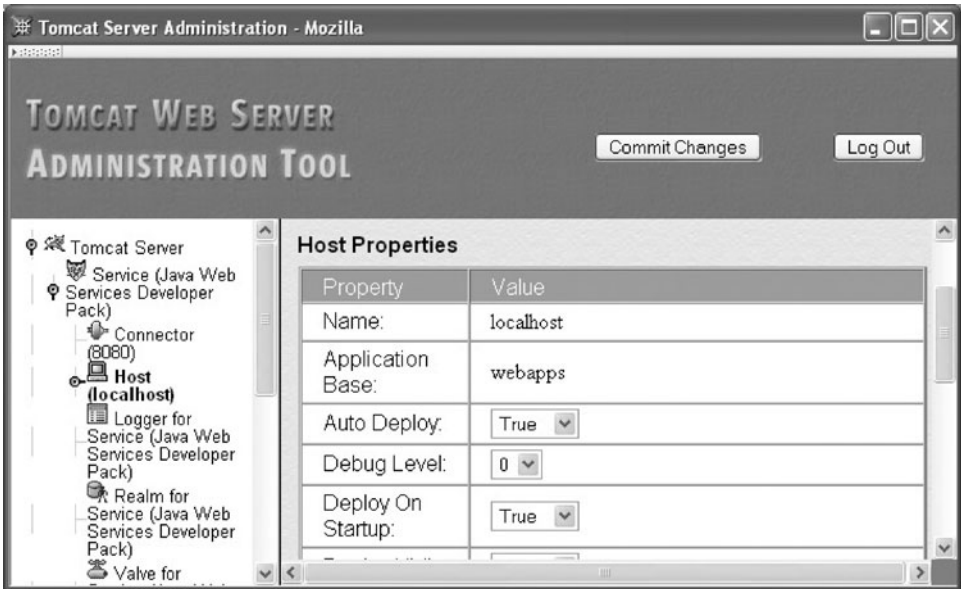 Tomcat Server Administration - Mozilla
TOMCAT WEB SERVER
ADMINISTRATION TOOL
Commit Changes
Log Out
Tomcat Server
Service (Java Web
Services Developer
Pack)
Connector
(8080)
Host
(localhost)
Logger for
Service (Java Web
Services Developer
Pack)
Realm for
Service (Java Web
Services Developer
Pack)
Valve for
Host Properties
Property Value
Name: localhost
Application
Base: webapps
Auto Deploy: True
Debug Level: 0
Deploy On
Startup: True